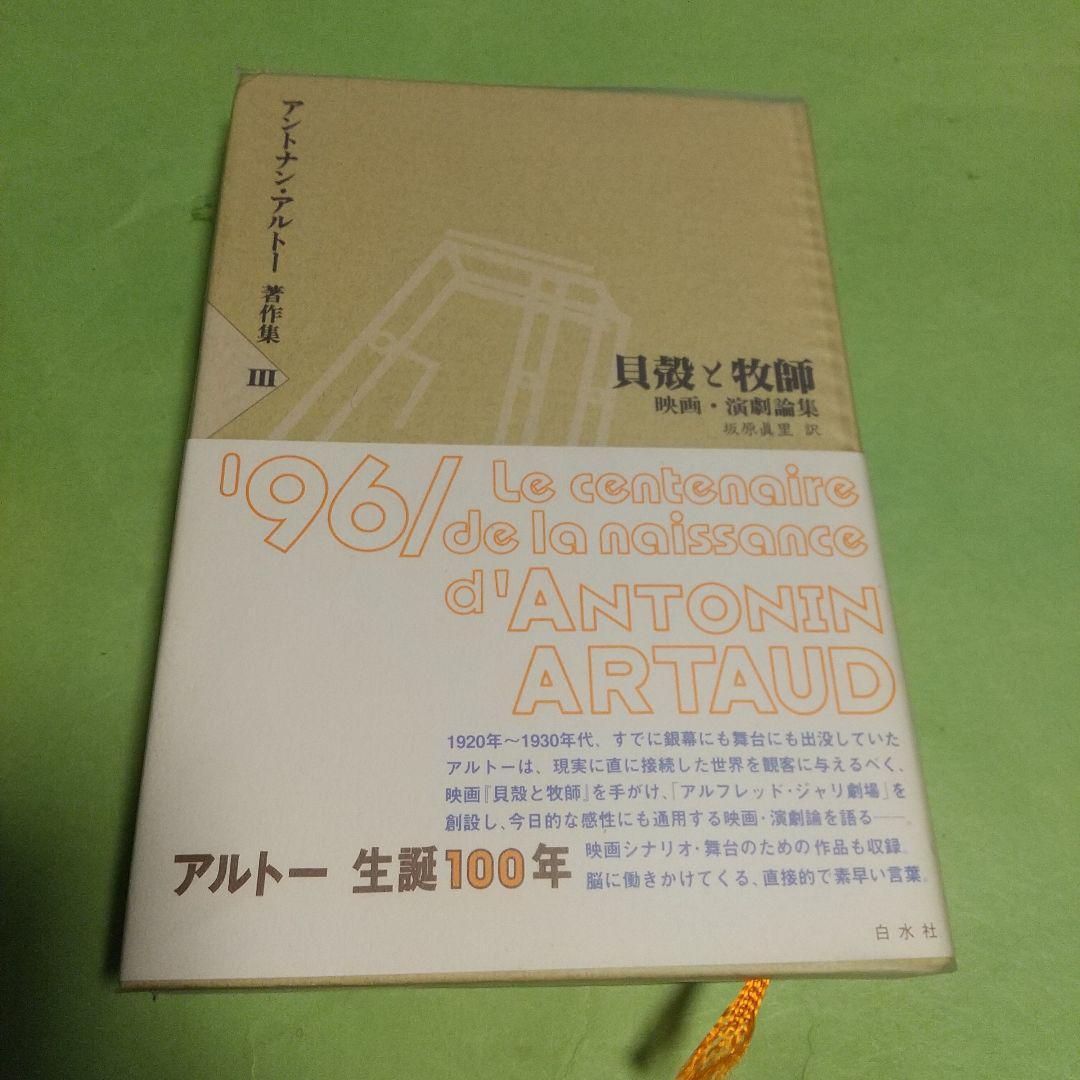 アントナン・アルトー 著作集
III
貝殻と牧師
映画・演劇論集
坂原眞里 訳
'96/
Le centenaire
de la naissance
d'ANTONIN
ARTAUD
1920年〜1930年代、すでに銀幕にも舞台にも出没していた
アルトーは、現実に直に接続した世界を観客に与えるべく、
映画『貝殻と牧師』を手がけ、「アルフレッド・ジャリ劇場」を
創設し、今日的な感性にも通用する映画・演劇論を語る――。
映画シナリオ・舞台のための作品も収録。
脳に働きかけてくる、直接的で素早い言葉。
アルトー 生誕100年
白水社